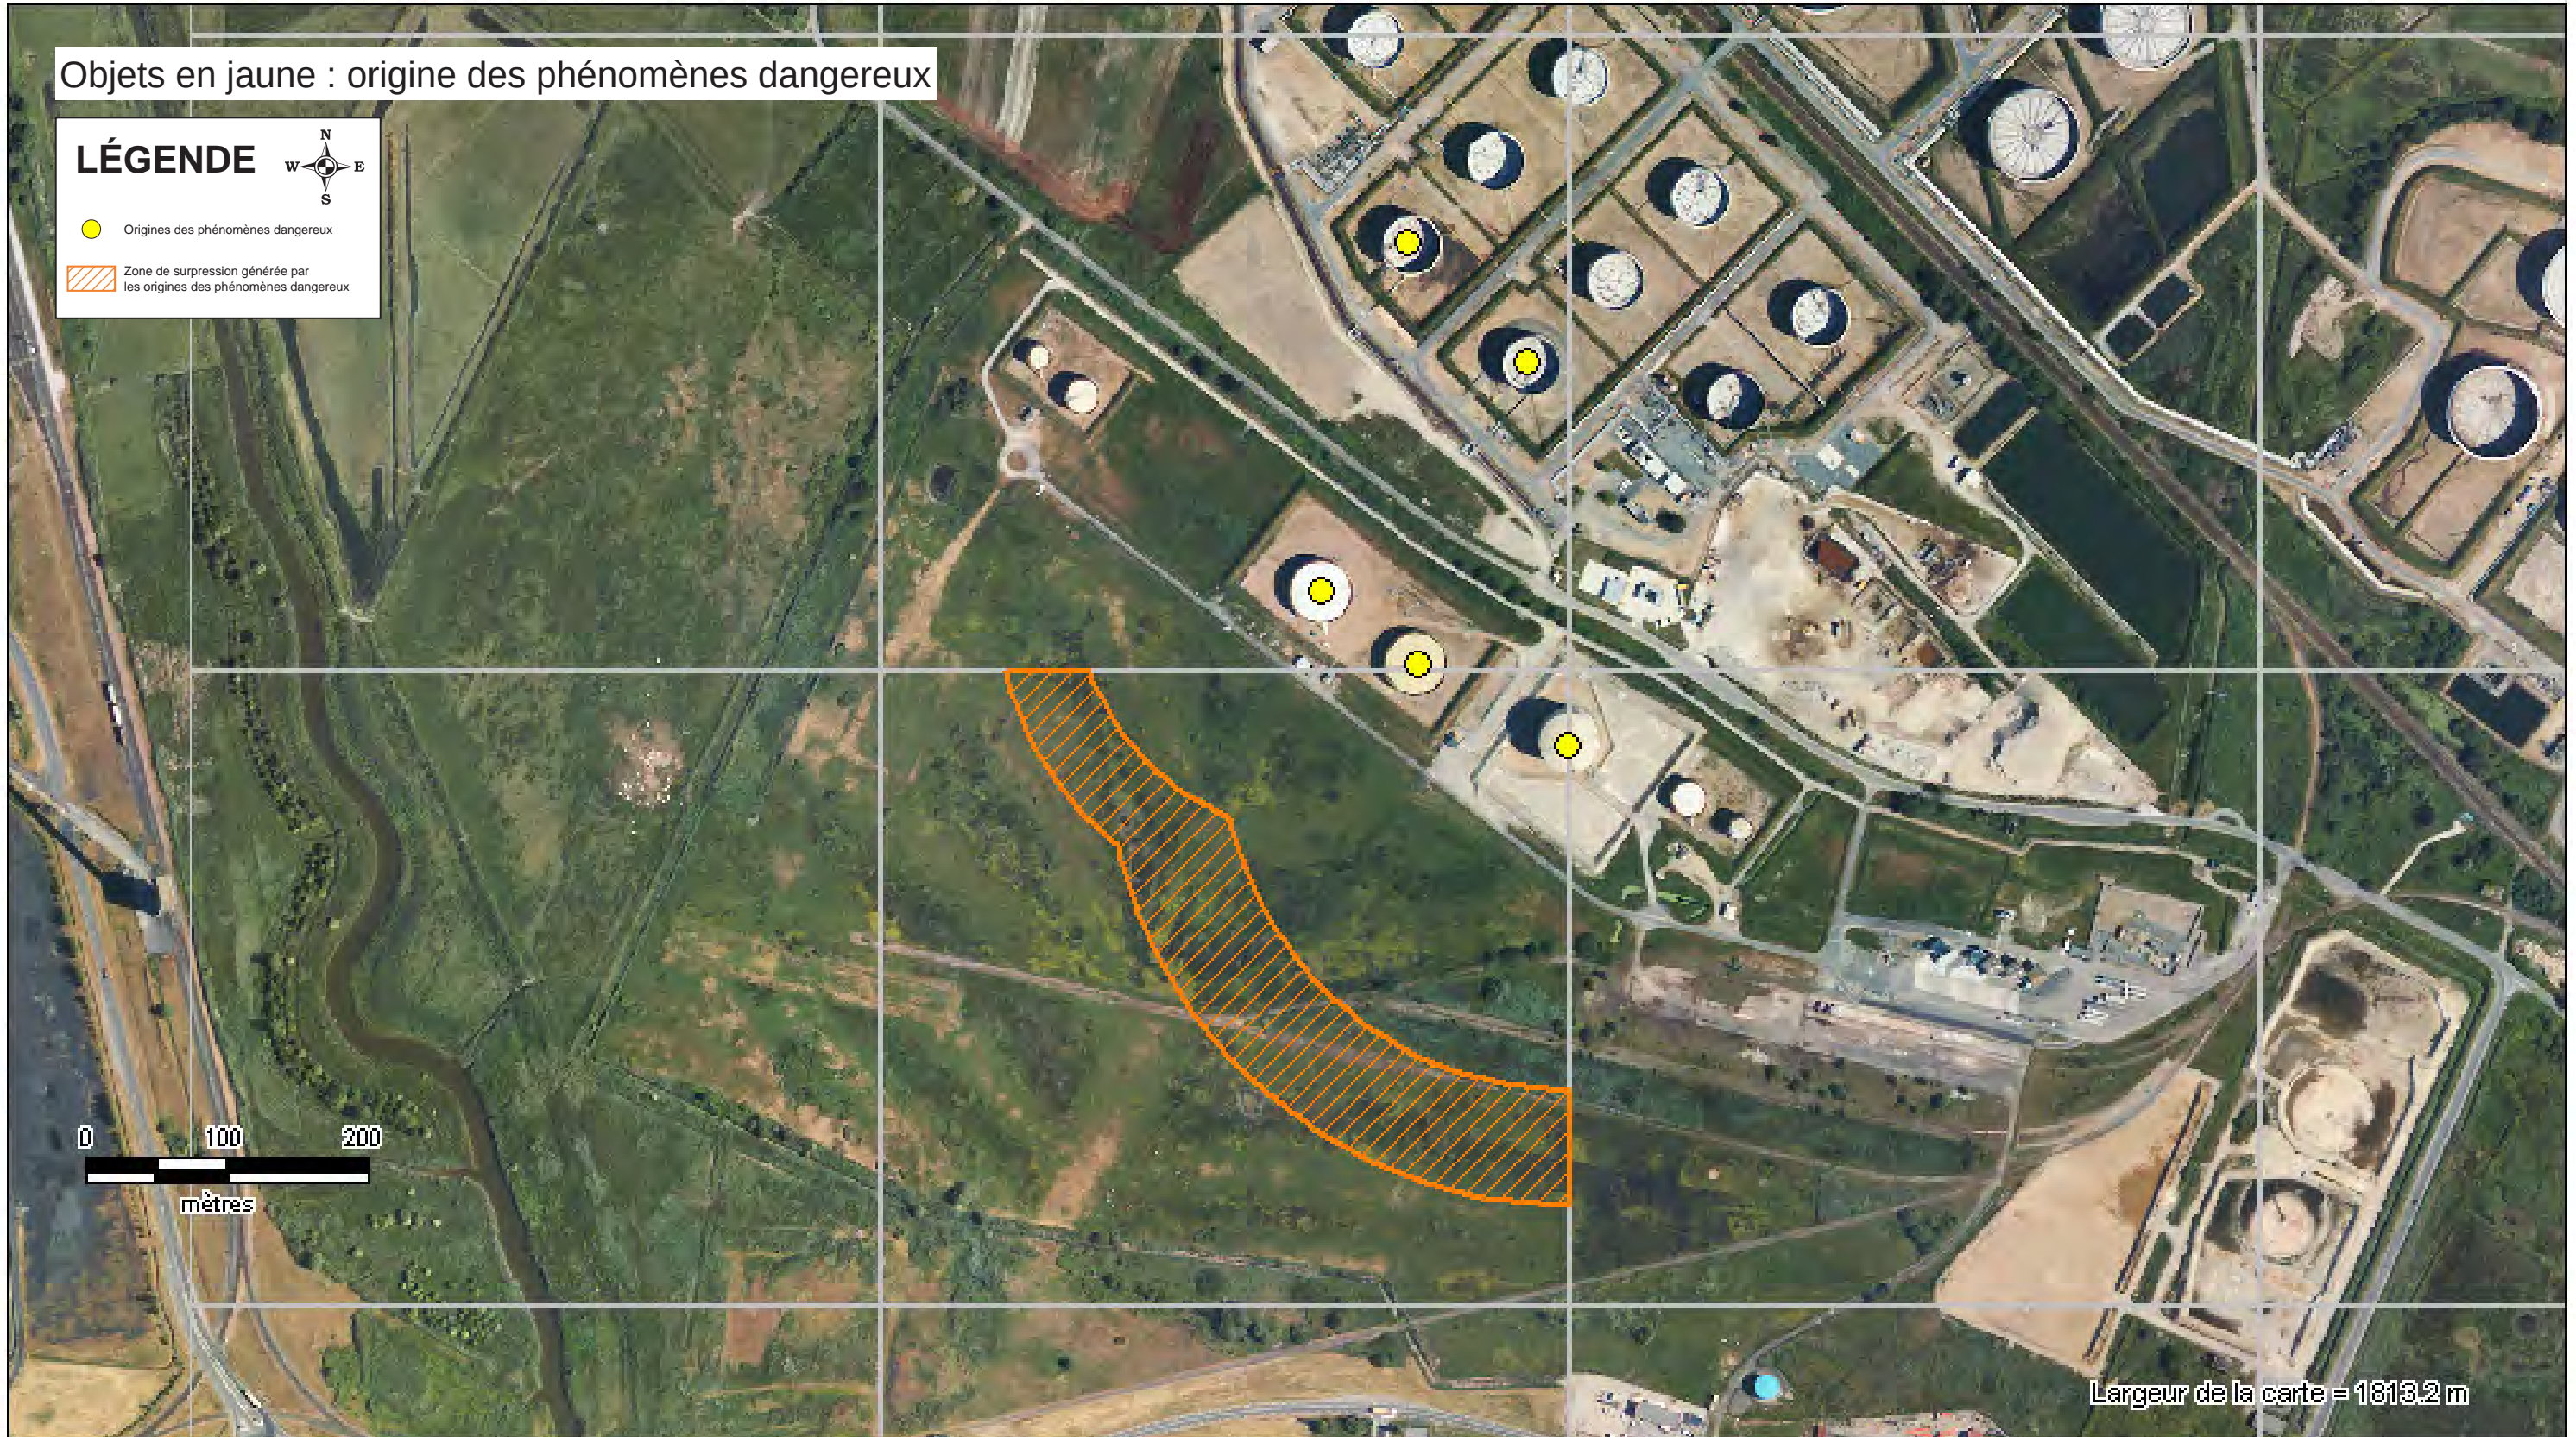 Objets en jaune : origine des phénomènes dangereux
LÉGENDE
N
W E
S
Origines des phénomènes dangereux
Zone de surpression générée par
les origines des phénomènes dangereux
0 100 200
mètres
Largeur de la carte = 1813.2 m